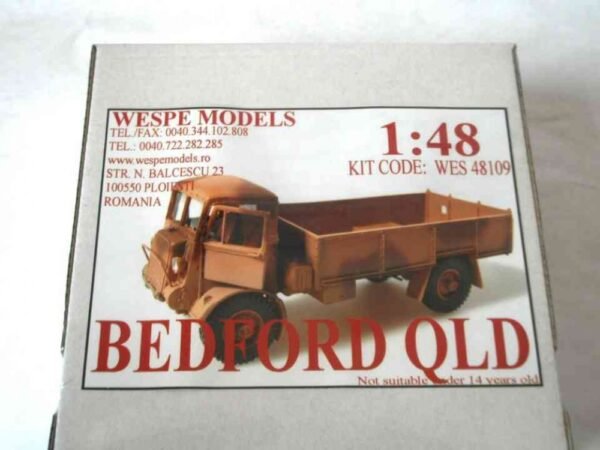 WESPE MODELS
TEL./FAX: 0040.344.102.808
TEL.: 0040.722.282.285
www.wespemodels.ro
STR. N. BALCESCU 23
100550 PLOIESTI
ROMANIA
1:48
KIT CODE: WES 48109
BEDFORD QLD
Not suitable under 14 years old